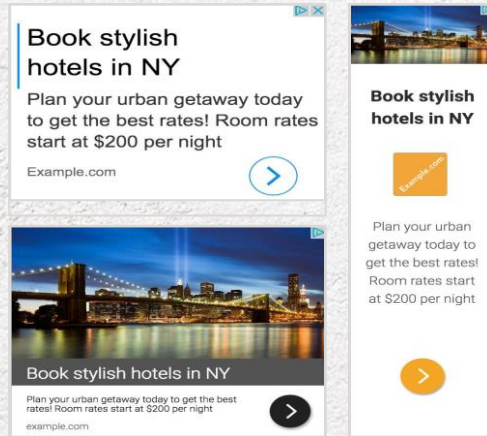 Book stylish
hotels in NY
Plan your urban getaway today
to get the best rates! Room rates
start at $200 per night
Example.com
Book stylish hotels in NY
Plan your urban getaway today to get the best
rates! Room rates start at $200 per night
example.com
Book stylish
hotels in NY
Example.com
Plan your urban
getaway today to
get the best rates!
Room rates start
at $200 per night